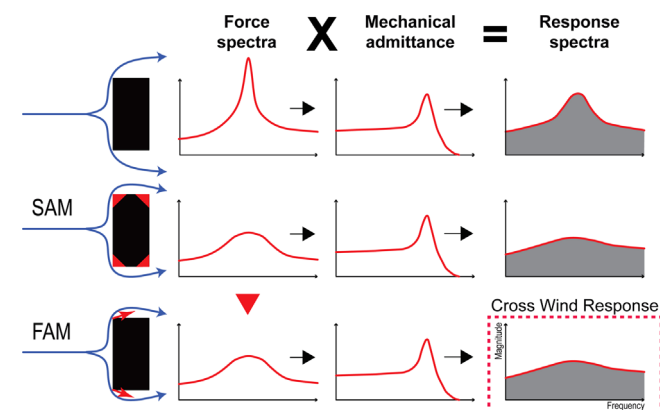 Force spectra X Mechanical admittance = Response spectra
SAM
FAM
Cross Wind Response
Magnitude
Frequency